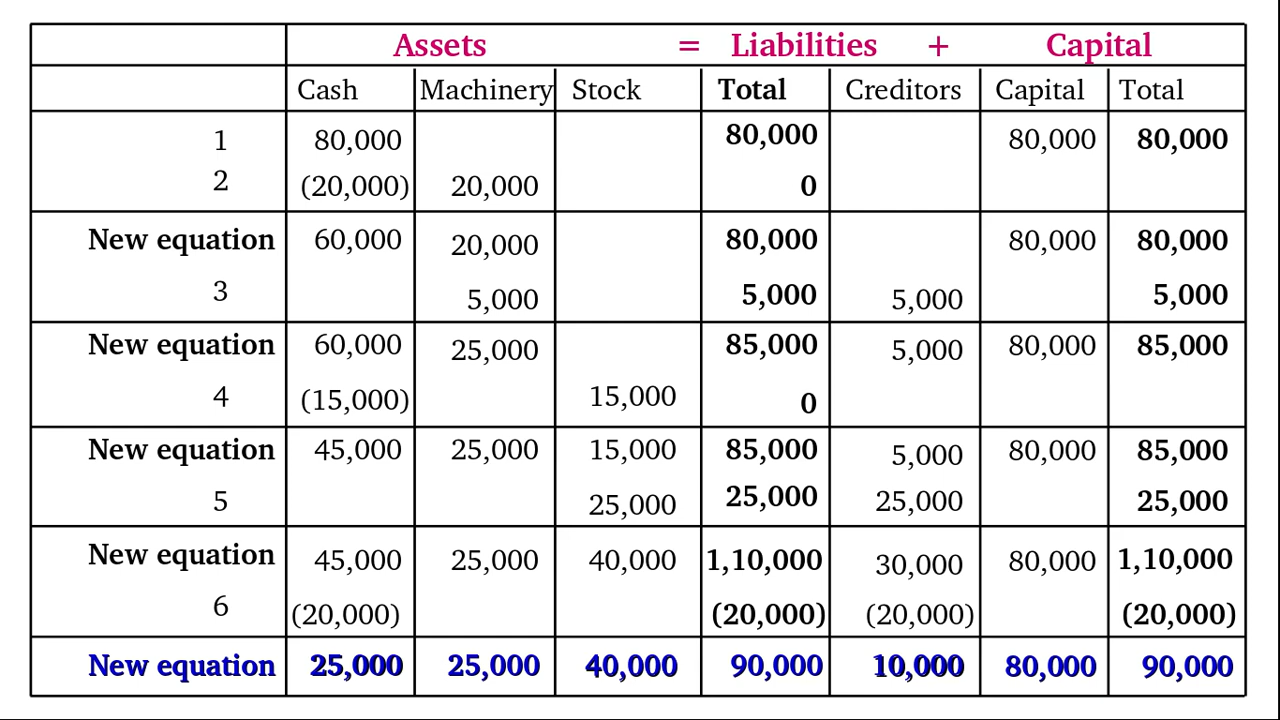 Assets = Liabilities + Capital
Cash Machinery Stock Total Creditors Capital Total
1 80,000 80,000 80,000 80,000
2 (20,000) 20,000 0
New equation 60,000 20,000 80,000 80,000 80,000
3 5,000 5,000 5,000 5,000
New equation 60,000 25,000 85,000 5,000 80,000 85,000
4 (15,000) 15,000 0
New equation 45,000 25,000 15,000 85,000 5,000 80,000 85,000
5 25,000 25,000 25,000 25,000
New equation 45,000 25,000 40,000 1,10,000 30,000 80,000 1,10,000
6 (20,000) (20,000) (20,000) (20,000)
New equation 25,000 25,000 40,000 90,000 10,000 80,000 90,000